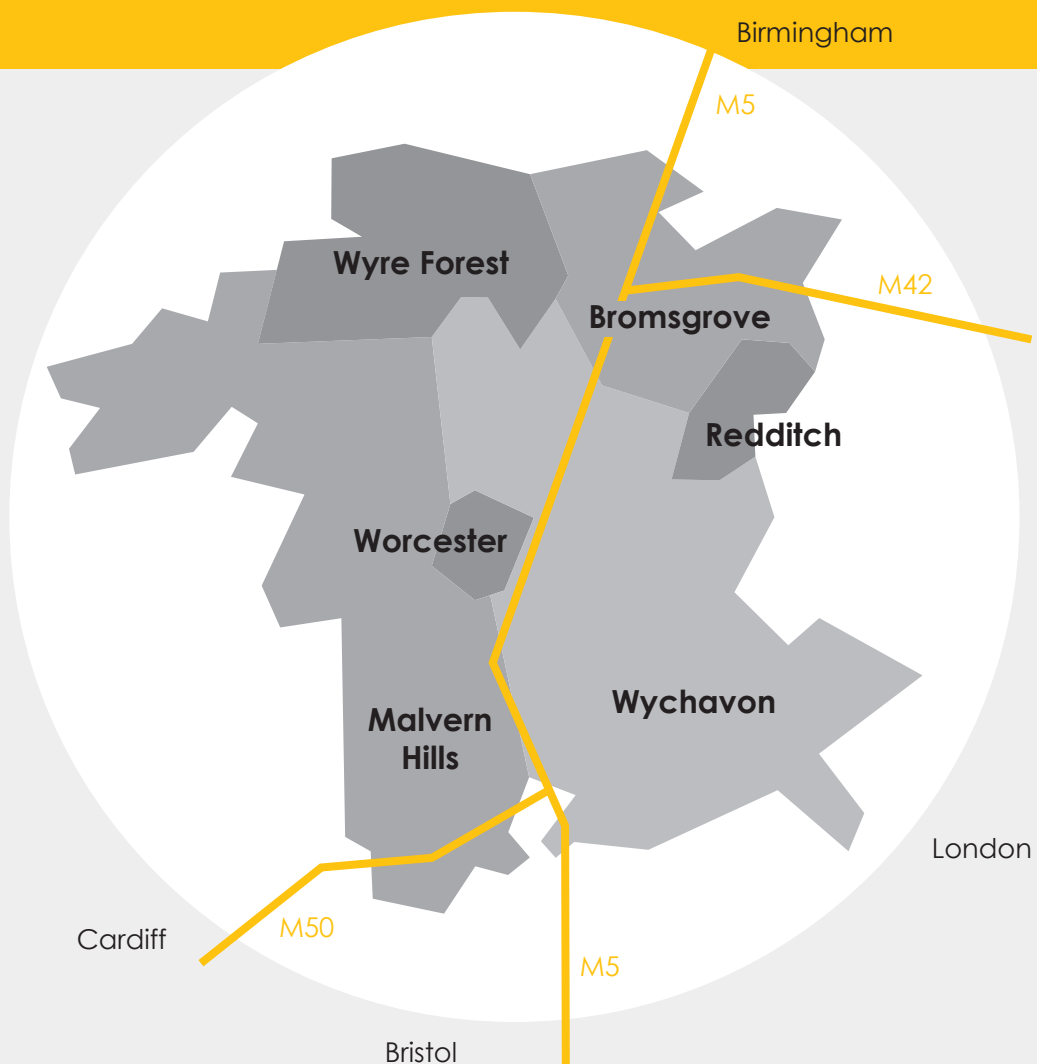 Birmingham
M5
Wyre Forest
M42
Bromsgrove
Redditch
Worcester
Wychavon
Malvern
Hills
London
M50
Cardiff
M5
Bristol